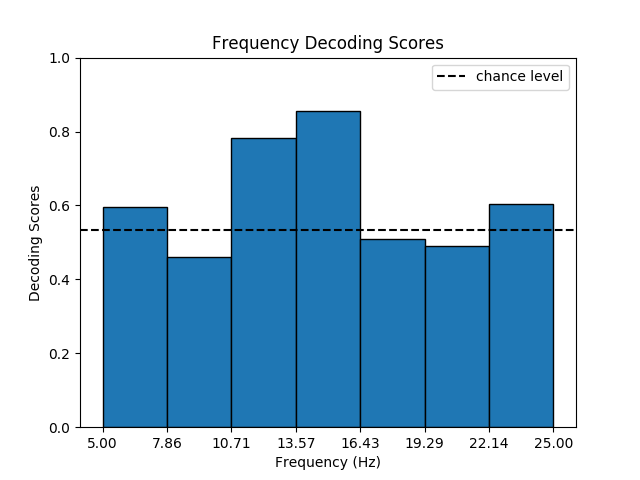 Frequency Decoding Scores
1.0
chance level
0.8
0.6
0.4
0.2
0.0
Decoding Scores
5.00 7.86 10.71 13.57 16.43 19.29 22.14 25.00
Frequency (Hz)